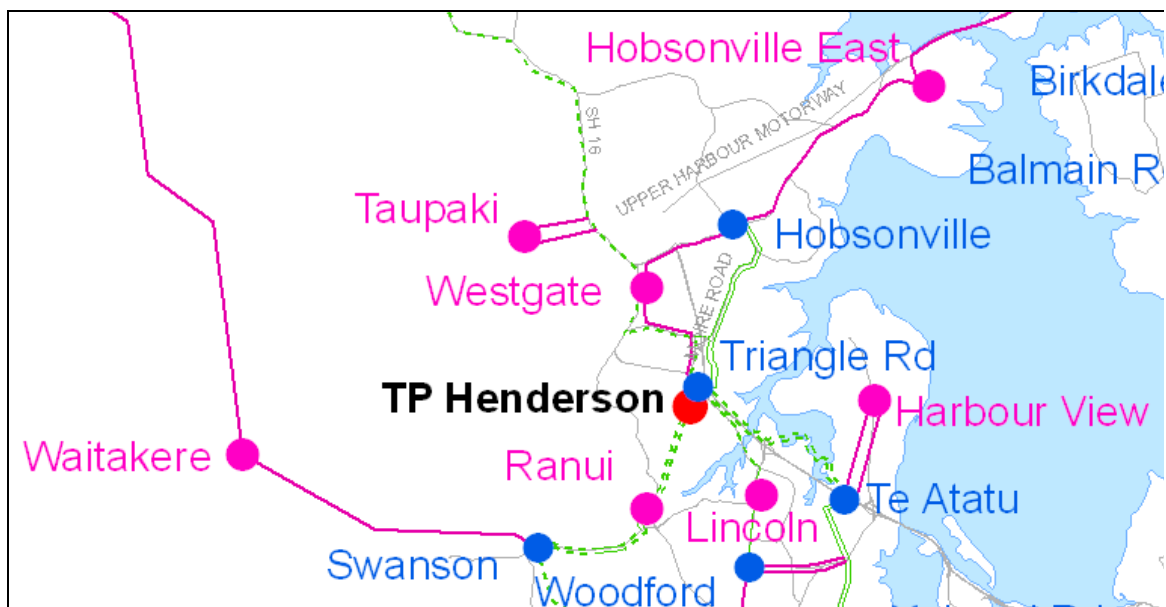 Hobsonville East
Birkdale
SH 16
UPPER HARBOUR MOTORWAY
Balmain R
Taupaki
Hobsonville
Westgate
Triangle Rd
TP Henderson
Harbour View
Waitakere
Ranui
Te Atatu
Lincoln
Swanson
Woodford